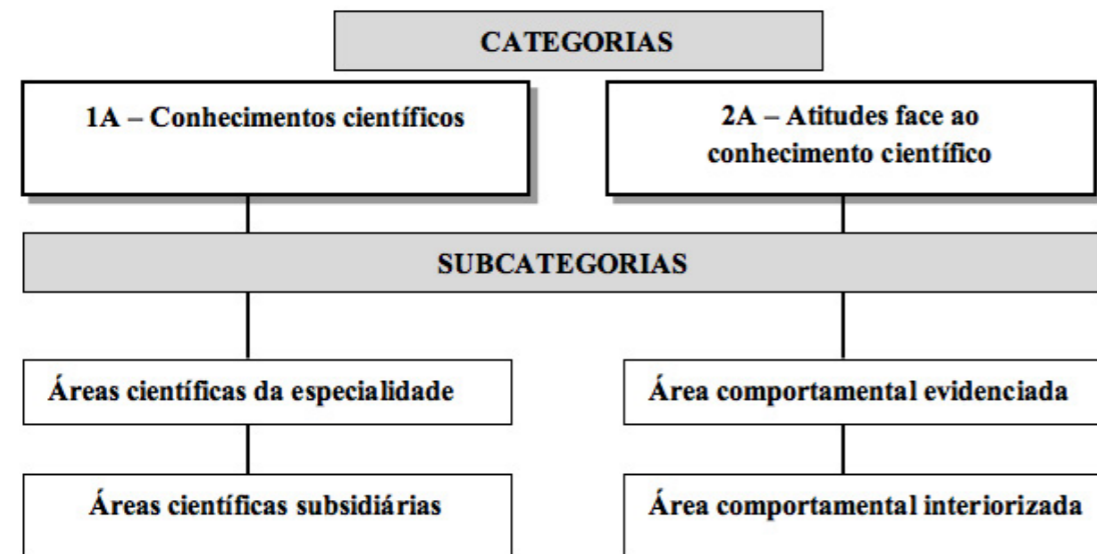 CATEGORIAS
1A – Conhecimentos científicos
2A – Atitudes face ao
conhecimento científico
SUBCATEGORIAS
Áreas científicas da especialidade
Área comportamental evidenciada
Áreas científicas subsidiárias
Área comportamental interiorizada